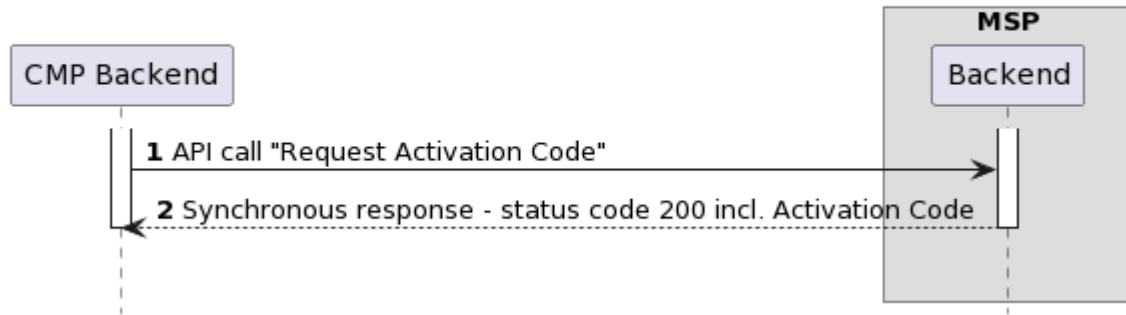 MSP
CMP Backend
Backend
1 API call "Request Activation Code"
2 Synchronous response - status code 200 incl. Activation Code